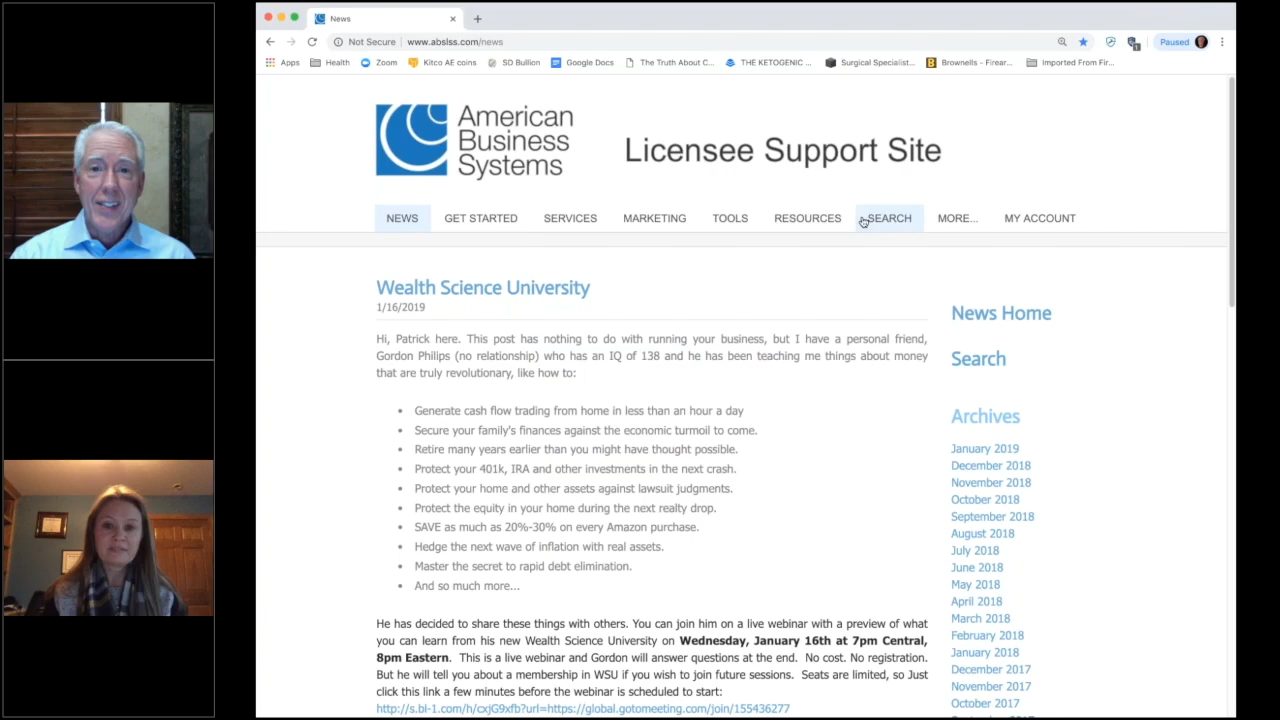 News
Not Secure
www.abslss.com/news
Paused
Apps
Health
Zoom
Kitco AE coins
SD Bullion
Google Docs
The Truth About C...
THE KETOGENIC ...
Surgical Specialist...
Brownells - Firear...
Imported From Fir...
American
Business
Systems
Licensee Support Site
NEWS
GET STARTED
SERVICES
MARKETING
TOOLS
RESOURCES
SEARCH
MORE...
MY ACCOUNT
Wealth Science University
1/16/2019
Hi, Patrick here. This post has nothing to do with running your business, but I have a personal friend,
Gordon Philips (no relationship) who has an IQ of 138 and he has been teaching me things about money
that are truly revolutionary, like how to:
• Generate cash flow trading from home in less than an hour a day
• Secure your family's finances against the economic turmoil to come.
• Retire many years earlier than you might have thought possible.
• Protect your 401k, IRA and other investments in the next crash.
• Protect your home and other assets against lawsuit judgments.
• Protect the equity in your home during the next realty drop.
• SAVE as much as 20%-30% on every Amazon purchase.
• Hedge the next wave of inflation with real assets.
• Master the secret to rapid debt elimination.
• And so much more...
He has decided to share these things with others. You can join him on a live webinar with a preview of what
you can learn from his new Wealth Science University on Wednesday, January 16th at 7pm Central,
8pm Eastern. This is a live webinar and Gordon will answer questions at the end. No cost. No registration.
But he will tell you about a membership in WSU if you wish to join future sessions. Seats are limited, so Just
click this link a few minutes before the webinar is scheduled to start:
http://s.bl-1.com/h/cxjG9xfb?url=https://global.gotomeeting.com/join/155436277
News Home
Search
Archives
January 2019
December 2018
November 2018
October 2018
September 2018
August 2018
July 2018
June 2018
May 2018
April 2018
March 2018
February 2018
January 2018
December 2017
November 2017
October 2017